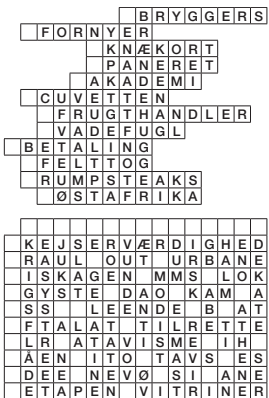 BRYGGERS
FORNYER
KNÆKORT
PANERET
AKADEMI
CUVETTEN
FRUGTHANDLER
VADEFUGL
BETALING
FELTTOG
RUMPSTEAKS
ØSTAFRIKA
KEJSERVÆRDIGHED
RAUL OUT URBANE
ISKAGEN MMS LOK
GYSTE DAO KAM A
SS LEENDE B AT
FTALAT TILRETTE
LR ATAVISME IH
ÅEN ITO TAVS ES
DEE NEVØ SI ANE
ETAPEN VITRINER